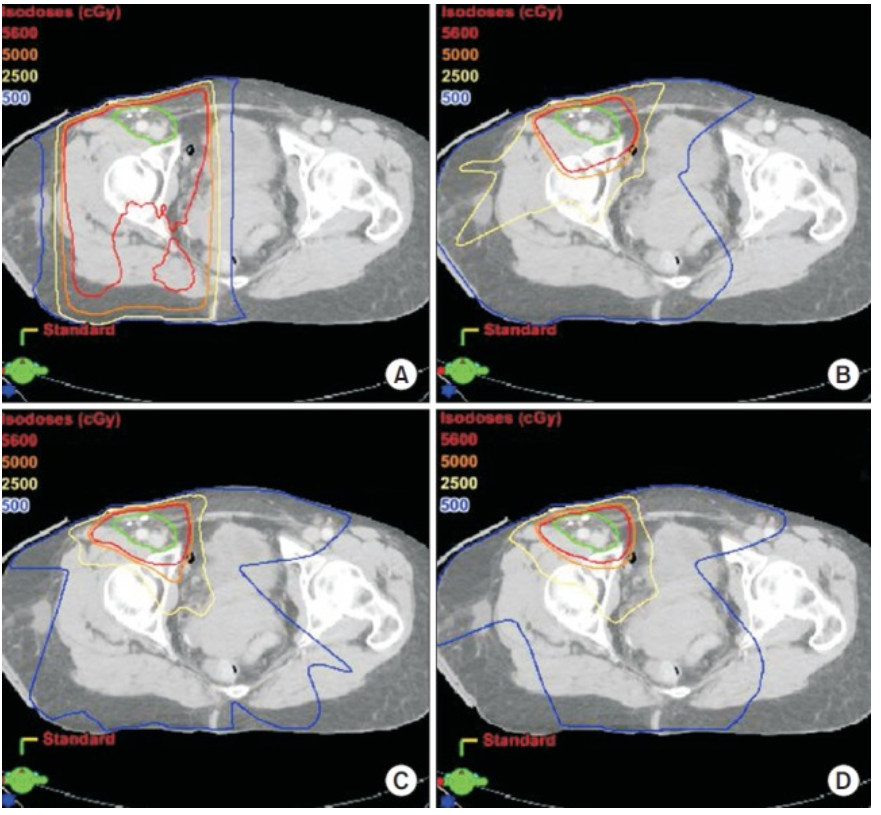 Isodoses (cGy)
5600
5000
2500
500
Standard
A
Isodoses (cGy)
5600
5000
2500
500
Standard
B
Isodoses (cGy)
5600
5000
2500
500
Standard
C
Isodoses (cGy)
5600
5000
2500
500
Standard
D